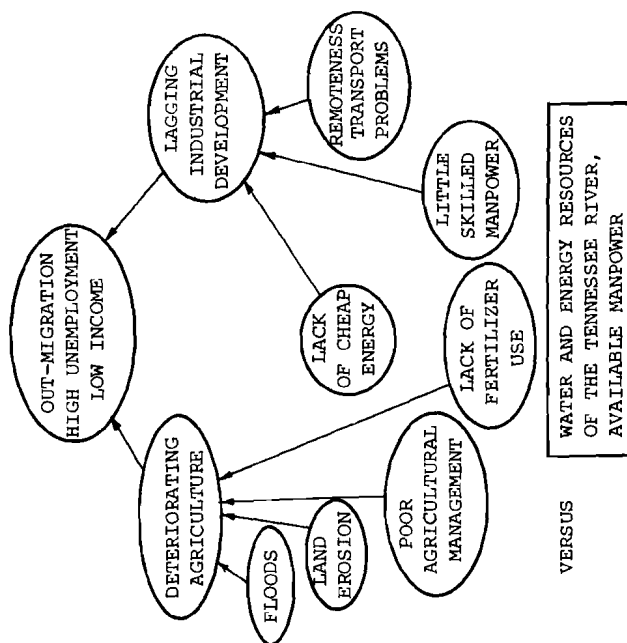 OUT-MIGRATION
HIGH UNEMPLOYMENT
LOW INCOME
DETERIORATING
AGRICULTURE
LAGGING
INDUSTRIAL
DEVELOPMENT
FLOODS
LAND
EROSION
POOR
AGRICULTURAL
MANAGEMENT
LACK OF
FERTILIZER
USE
LACK
OF CHEAP
ENERGY
LITTLE
SKILLED
MANPOWER
REMOTENESS
TRANSPORT
PROBLEMS
VERSUS
WATER AND ENERGY RESOURCES
OF THE TENNESSEE RIVER,
AVAILABLE MANPOWER